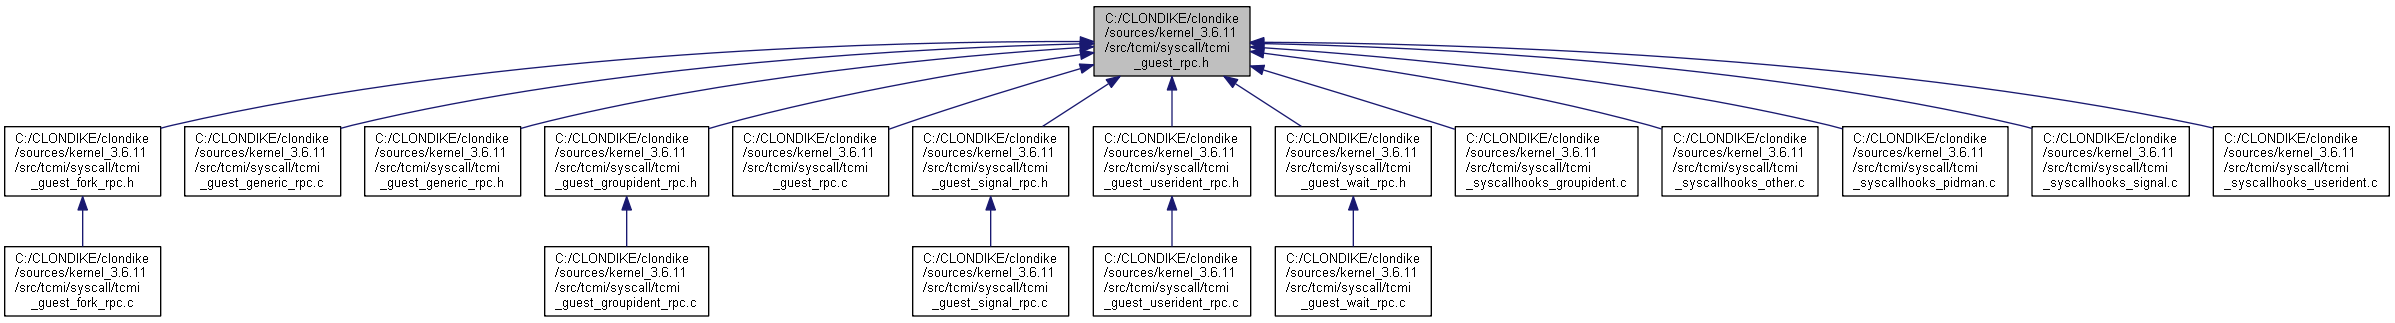 C:/CLONDIKE/clondike
/sources/kernel_3.6.11
/src/tcmi/syscall/tcmi
_guest_rpc.h
C:/CLONDIKE/clondike
/sources/kernel_3.6.11
/src/tcmi/syscall/tcmi
_guest_fork_rpc.h
C:/CLONDIKE/clondike
/sources/kernel_3.6.11
/src/tcmi/syscall/tcmi
_guest_generic_rpc.c
C:/CLONDIKE/clondike
/sources/kernel_3.6.11
/src/tcmi/syscall/tcmi
_guest_generic_rpc.h
C:/CLONDIKE/clondike
/sources/kernel_3.6.11
/src/tcmi/syscall/tcmi
_guest_groupident_rpc.h
C:/CLONDIKE/clondike
/sources/kernel_3.6.11
/src/tcmi/syscall/tcmi
_guest_rpc.c
C:/CLONDIKE/clondike
/sources/kernel_3.6.11
/src/tcmi/syscall/tcmi
_guest_signal_rpc.h
C:/CLONDIKE/clondike
/sources/kernel_3.6.11
/src/tcmi/syscall/tcmi
_guest_userident_rpc.h
C:/CLONDIKE/clondike
/sources/kernel_3.6.11
/src/tcmi/syscall/tcmi
_guest_wait_rpc.h
C:/CLONDIKE/clondike
/sources/kernel_3.6.11
/src/tcmi/syscall/tcmi
_syscallhooks_groupident.c
C:/CLONDIKE/clondike
/sources/kernel_3.6.11
/src/tcmi/syscall/tcmi
_syscallhooks_other.c
C:/CLONDIKE/clondike
/sources/kernel_3.6.11
/src/tcmi/syscall/tcmi
_syscallhooks_pidman.c
C:/CLONDIKE/clondike
/sources/kernel_3.6.11
/src/tcmi/syscall/tcmi
_syscallhooks_signal.c
C:/CLONDIKE/clondike
/sources/kernel_3.6.11
/src/tcmi/syscall/tcmi
_syscallhooks_userident.c
C:/CLONDIKE/clondike
/sources/kernel_3.6.11
/src/tcmi/syscall/tcmi
_guest_fork_rpc.c
C:/CLONDIKE/clondike
/sources/kernel_3.6.11
/src/tcmi/syscall/tcmi
_guest_groupident_rpc.c
C:/CLONDIKE/clondike
/sources/kernel_3.6.11
/src/tcmi/syscall/tcmi
_guest_signal_rpc.c
C:/CLONDIKE/clondike
/sources/kernel_3.6.11
/src/tcmi/syscall/tcmi
_guest_userident_rpc.c
C:/CLONDIKE/clondike
/sources/kernel_3.6.11
/src/tcmi/syscall/tcmi
_guest_wait_rpc.c